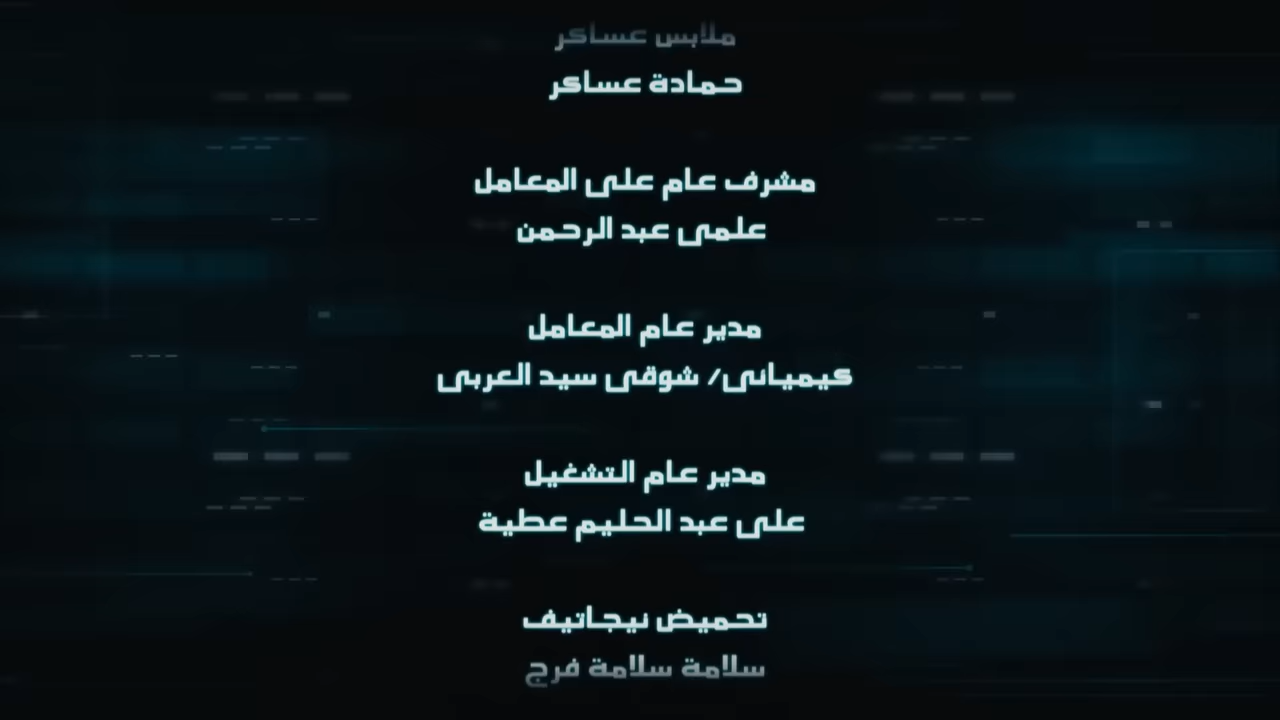 ملابس عساكر
حمادة عساكر
مشرف عام على المعامل
علمى عبد الرحمن
مدير عام المعامل
كيميائى/ شوقى سيد العربى
مدير عام التشغيل
على عبد الحليم عطية
تحميض نيجاتيف
سلامة سلامة فرج